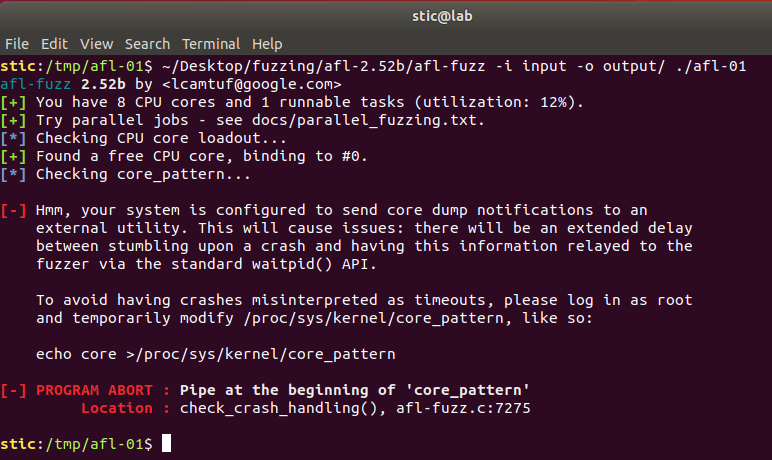 stic@lab
File Edit View Search Terminal Help
stic:/tmp/afl-01$ ~/Desktop/fuzzing/afl-2.52b/afl-fuzz -i input -o output/ ./afl-01
afl-fuzz 2.52b by <lcamtuf@google.com>
[+] You have 8 CPU cores and 1 runnable tasks (utilization: 12%).
[+] Try parallel jobs - see docs/parallel_fuzzing.txt.
[*] Checking CPU core loadout...
[+] Found a free CPU core, binding to #0.
[*] Checking core_pattern...
[-] Hmm, your system is configured to send core dump notifications to an
external utility. This will cause issues: there will be an extended delay
between stumbling upon a crash and having this information relayed to the
fuzzer via the standard waitpid() API.
To avoid having crashes misinterpreted as timeouts, please log in as root
and temporarily modify /proc/sys/kernel/core_pattern, like so:
echo core >/proc/sys/kernel/core_pattern
[-] PROGRAM ABORT : Pipe at the beginning of 'core_pattern'
Location : check_crash_handling(), afl-fuzz.c:7275
stic:/tmp/afl-01$